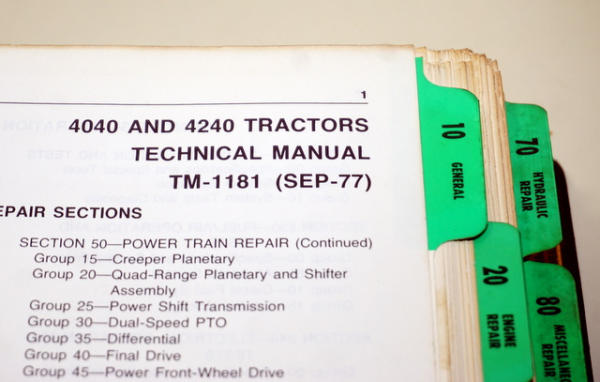 1
4040 AND 4240 TRACTORS
TECHNICAL MANUAL
TM-1181 (SEP-77)
EPAIR SECTIONS
SECTION 50—POWER TRAIN REPAIR (Continued)
Group 15—Creeper Planetary
Group 20—Quad-Range Planetary and Shifter
Assembly
Group 25—Power Shift Transmission
Group 30—Dual-Speed PTO
Group 35—Differential
Group 40—Final Drive
Group 45—Power Front-Wheel Drive
10
GENERAL
70
HYDRAULIC
REPAIR
20
ENGINE
REPAIR
80
MISCELLANE
REPAIR